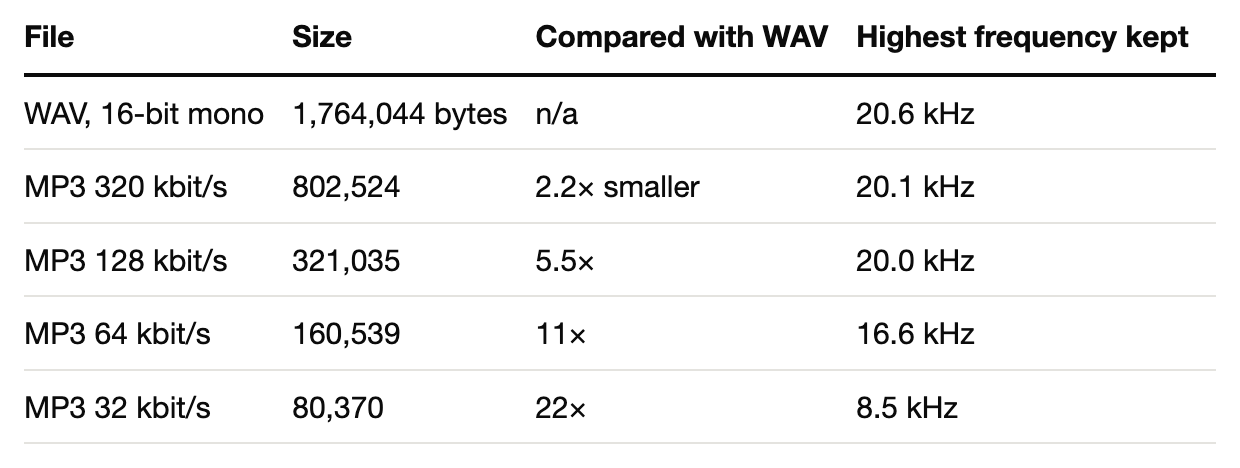 File Size Compared with WAV Highest frequency kept
WAV, 16-bit mono 1,764,044 bytes n/a 20.6 kHz
MP3 320 kbit/s 802,524 2.2× smaller 20.1 kHz
MP3 128 kbit/s 321,035 5.5× 20.0 kHz
MP3 64 kbit/s 160,539 11× 16.6 kHz
MP3 32 kbit/s 80,370 22× 8.5 kHz